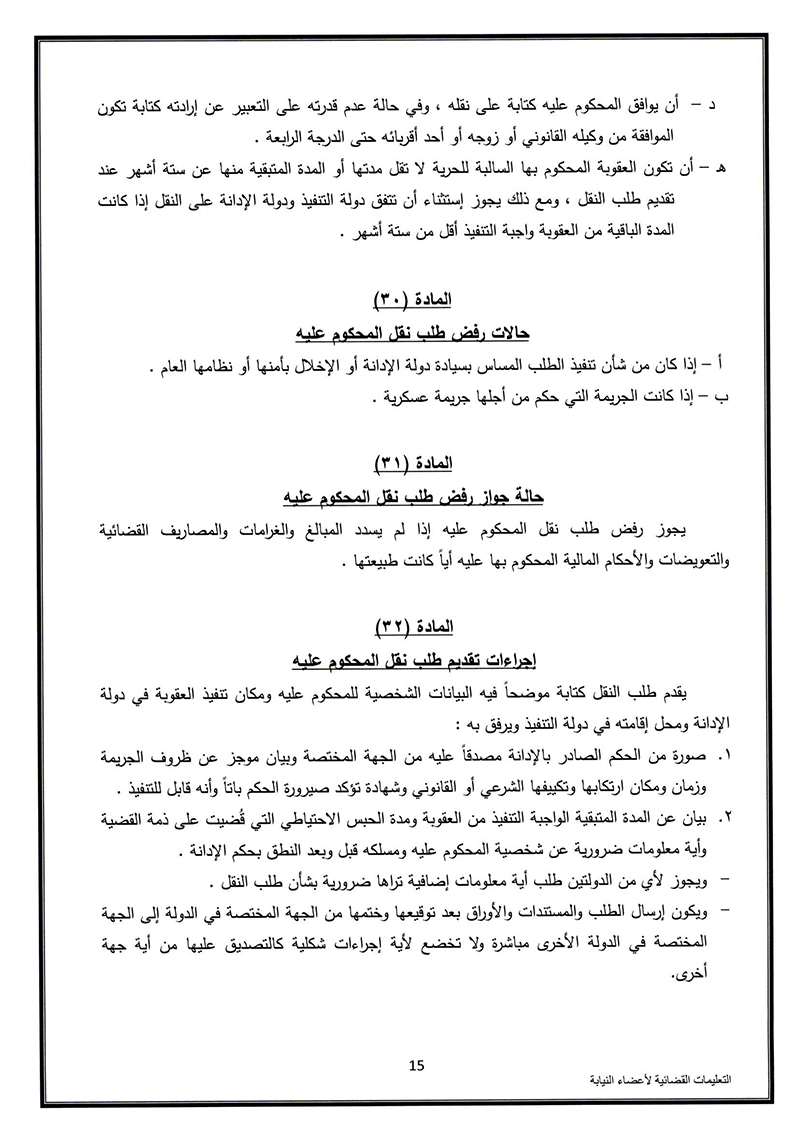 د – أن يوافق المحكوم عليه كتابة على نقله ، وفي حالة عدم قدرته على التعبير عن إرادته كتابة تكون
الموافقة من وكيله القانوني أو زوجه أو أحد أقربائه حتى الدرجة الرابعة .
هـ – أن تكون العقوبة المحكوم بها السالبة للحرية لا تقل مدتها أو المدة المتبقية منها عن ستة أشهر عند
تقديم طلب النقل ، ومع ذلك يجوز إستثناء أن تتفق دولة التنفيذ ودولة الإدانة على النقل إذا كانت
المدة الباقية من العقوبة واجبة التنفيذ أقل من ستة أشهر .
المادة (٣٠)
حالات رفض طلب نقل المحكوم عليه
أ – إذا كان من شأن تنفيذ الطلب المساس بسيادة دولة الإدانة أو الإخلال بأمنها أو نظامها العام .
ب – إذا كانت الجريمة التي حكم من أجلها جريمة عسكرية .
المادة (٣١)
حالة جواز رفض طلب نقل المحكوم عليه
يجوز رفض طلب نقل المحكوم عليه إذا لم يسدد المبالغ والغرامات والمصاريف القضائية
والتعويضات والأحكام المالية المحكوم بها عليه أياً كانت طبيعتها .
المادة (٣٢)
إجراءات تقديم طلب نقل المحكوم عليه
يقدم طلب النقل كتابة موضحاً فيه البيانات الشخصية للمحكوم عليه ومكان تنفيذ العقوبة في دولة
الإدانة ومحل إقامته في دولة التنفيذ ويرفق به :
١. صورة من الحكم الصادر بالإدانة مصدقاً عليه من الجهة المختصة وبيان موجز عن ظروف الجريمة
وزمان ومكان ارتكابها وتكييفها الشرعي أو القانوني وشهادة تؤكد صيرورة الحكم باتاً وأنه قابل للتنفيذ .
٢. بيان عن المدة المتبقية الواجبة التنفيذ من العقوبة ومدة الحبس الاحتياطي التي قُضيت على ذمة القضية
وأية معلومات ضرورية عن شخصية المحكوم عليه ومسلكه قبل وبعد النطق بحكم الإدانة .
– ويجوز لأي من الدولتين طلب أية معلومات إضافية تراها ضرورية بشأن طلب النقل .
– ويكون إرسال الطلب والمستندات والأوراق بعد توقيعها وختمها من الجهة المختصة في الدولة إلى الجهة
المختصة في الدولة الأخرى مباشرة ولا تخضع لأية إجراءات شكلية كالتصديق عليها من أية جهة
أخرى.
15
التعليمات القضائية لأعضاء النيابة